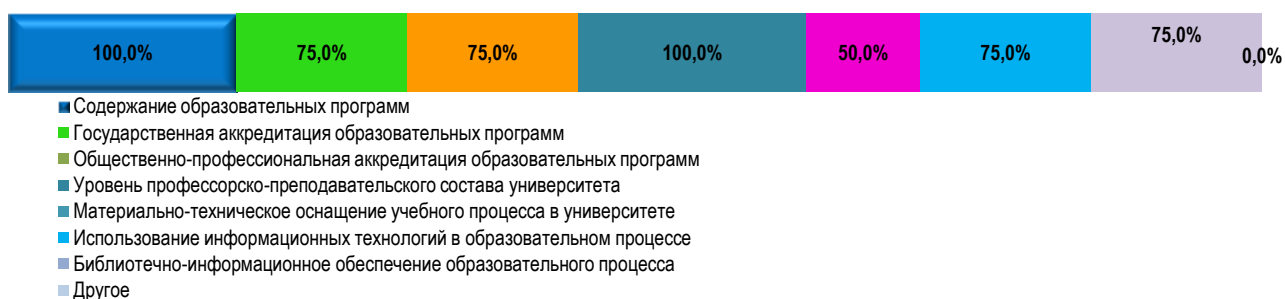 100,0% 75,0% 75,0% 100,0% 50,0% 75,0% 75,0% 0,0%
Содержание образовательных программ
Государственная аккредитация образовательных программ
Общественно-профессиональная аккредитация образовательных программ
Уровень профессорско-преподавательского состава университета
Материально-техническое оснащение учебного процесса в университете
Использование информационных технологий в образовательном процессе
Библиотечно-информационное обеспечение образовательного процесса
Другое